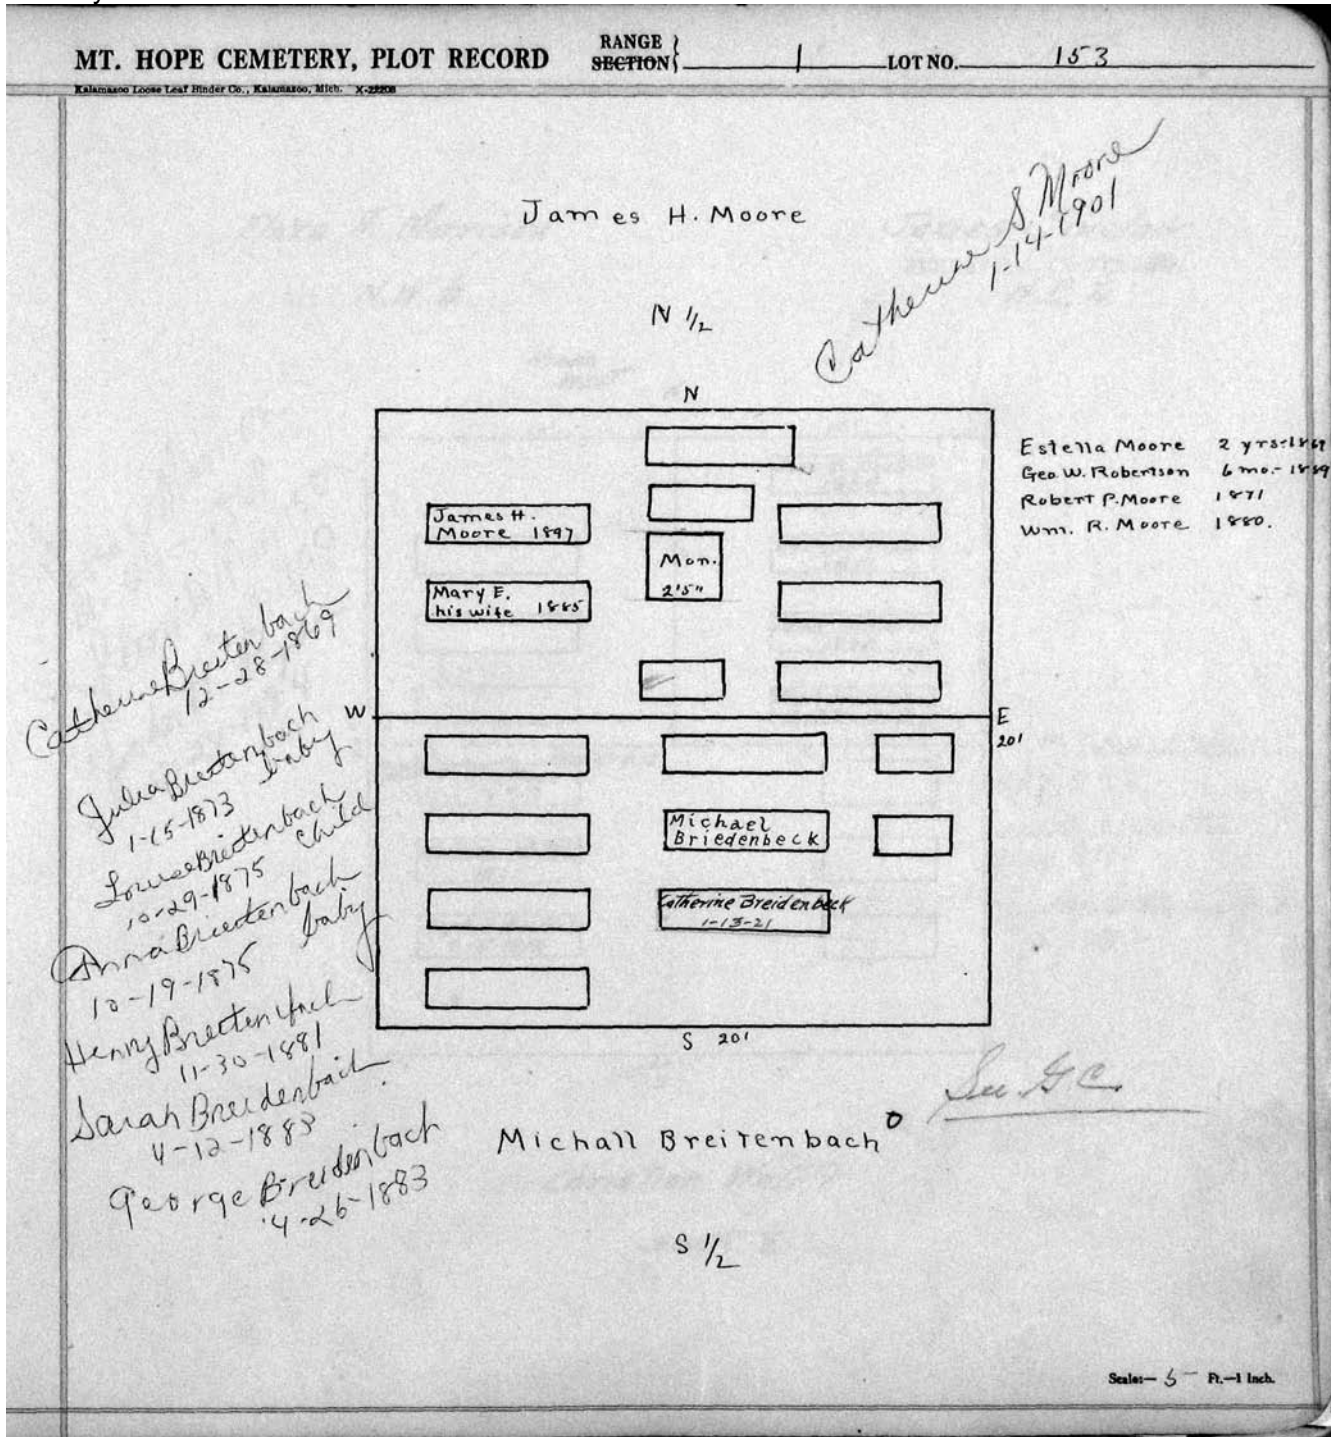 MT. HOPE CEMETERY, PLOT RECORD RANGE } SECTION 1 LOT NO. 153
Kalamazoo Loose Leaf Binder Co., Kalamazoo, Mich. X-22208
James H. Moore
Catherine S Moore
1-14-1901
N 1/2
N
Estella Moore 2 yrs-1869
Geo. W. Robertson 6 mo.-1869
Robert P. Moore 1871
Wm. R. Moore 1880.
James H.
Moore 1897
Mon.
2'5"
Mary E.
his wife 1885
W
E
20'
Catherine Breitenbach
12-28-1869
Julia Breitenbach
1-15-1873 baby
Louise Breitenbach
10-29-1875 Child
Anna Breitenbach
10-19-1875 baby
Henry Breitenbach
11-30-1881
Sarah Breidenbach
4-12-1883
George Breidenbach
4-26-1883
Michael
Briedenbeck
Catherine Breidenbeck
1-13-21
S 20'
See G C
Michall Breitenbach
S 1/2
Scale:— 5 Ft.—1 Inch.